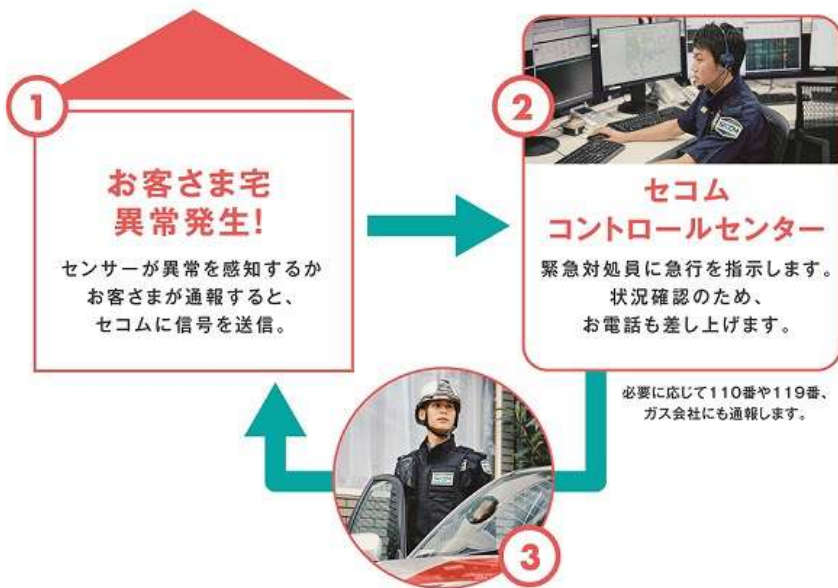 1
お客さま宅
異常発生!
センサーが異常を感知するか
お客さまが通報すると、
セコムに信号を送信。
2
セコム
コントロールセンター
緊急対処員に急行を指示します。
状況確認のため、
お電話も差し上げます。
必要に応じて110番や119番、
ガス会社にも通報します。
3